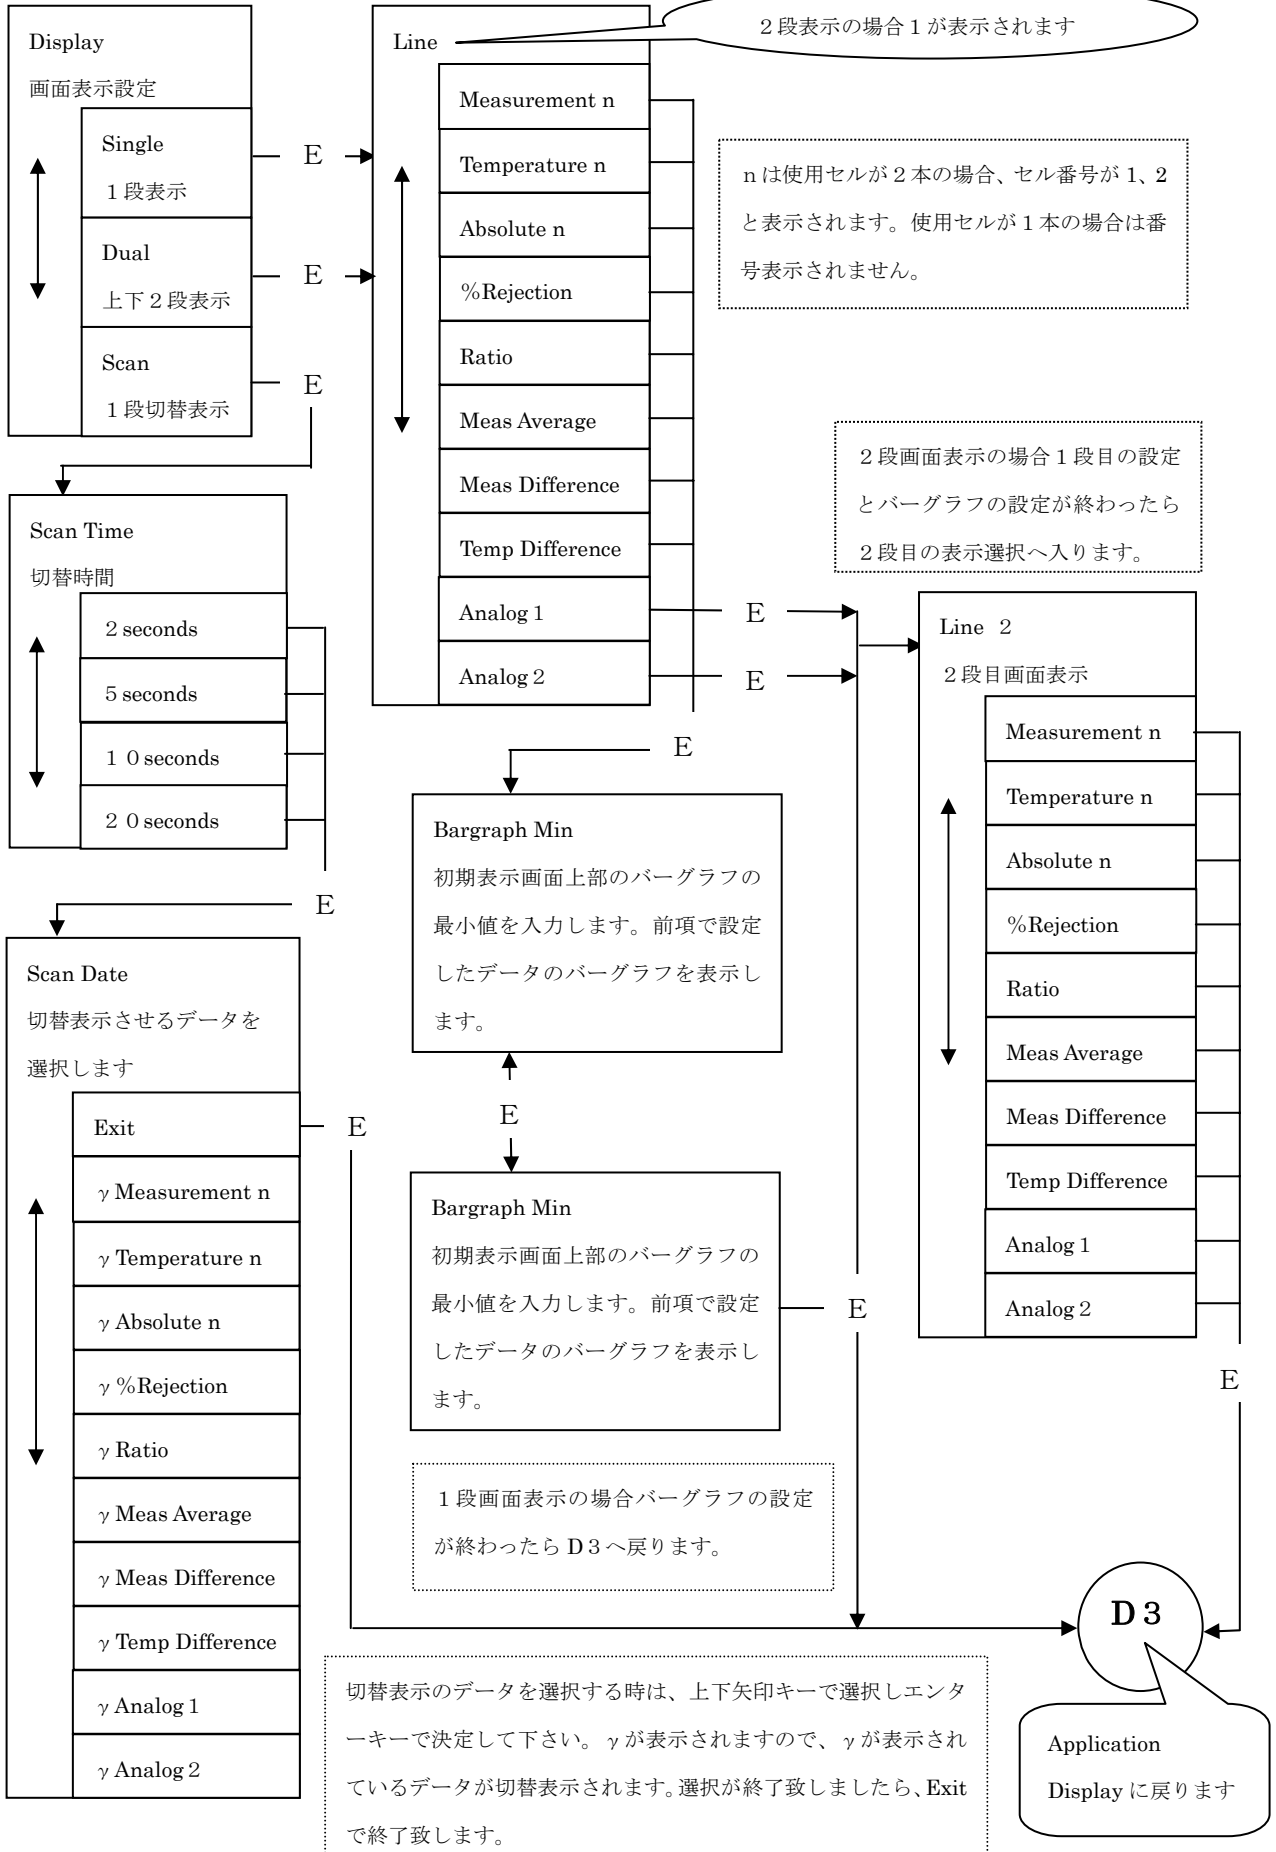 Display
画面表示設定
Single
１段表示
Dual
上下２段表示
Scan
１段切替表示
E
E
E
Line
２段表示の場合１が表示されます
Measurement n
Temperature n
Absolute n
%Rejection
Ratio
Meas Average
Meas Difference
Temp Difference
Analog 1
Analog 2
nは使用セルが２本の場合、セル番号が 1、2
と表示されます。使用セルが１本の場合は番
号表示されません。
２段画面表示の場合１段目の設定
とバーグラフの設定が終わったら
２段目の表示選択へ入ります。
Scan Time
切替時間
２seconds
５seconds
１０seconds
２０seconds
E
E
E
E
Line ２
２段目画面表示
Measurement n
Temperature n
Absolute n
%Rejection
Ratio
Meas Average
Meas Difference
Temp Difference
Analog 1
Analog 2
E
Bargraph Min
初期表示画面上部のバーグラフの
最小値を入力します。前項で設定
したデータのバーグラフを表示し
ます。
E
Bargraph Min
初期表示画面上部のバーグラフの
最小値を入力します。前項で設定
したデータのバーグラフを表示し
ます。
E
１段画面表示の場合バーグラフの設定
が終わったら D３へ戻ります。
Scan Date
切替表示させるデータを
選択します
Exit
E
γ Measurement n
γ Temperature n
γ Absolute n
γ %Rejection
γ Ratio
γ Meas Average
γ Meas Difference
γ Temp Difference
γ Analog 1
γ Analog 2
D３
Application
Display に戻ります
切替表示のデータを選択する時は、上下矢印キーで選択しエンタ
ーキーで決定して下さい。γが表示されますので、γが表示され
ているデータが切替表示されます。選択が終了致しましたら、Exit
で終了致します。